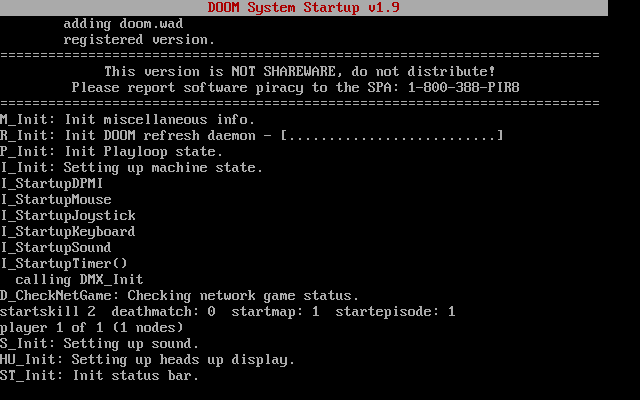 DOOM System Startup v1.9
adding doom.wad
registered version.
===========================================================================
This version is NOT SHAREWARE, do not distribute!
Please report software piracy to the SPA: 1-800-388-PIR8
===========================================================================
M_Init: Init miscellaneous info.
R_Init: Init DOOM refresh daemon - [..........................]
P_Init: Init Playloop state.
I_Init: Setting up machine state.
I_StartupDPMI
I_StartupMouse
I_StartupJoystick
I_StartupKeyboard
I_StartupSound
I_StartupTimer()
calling DMX_Init
D_CheckNetGame: Checking network game status.
startskill 2  deathmatch: 0  startmap: 1  startepisode: 1
player 1 of 1 (1 nodes)
S_Init: Setting up sound.
HU_Init: Setting up heads up display.
ST_Init: Init status bar.